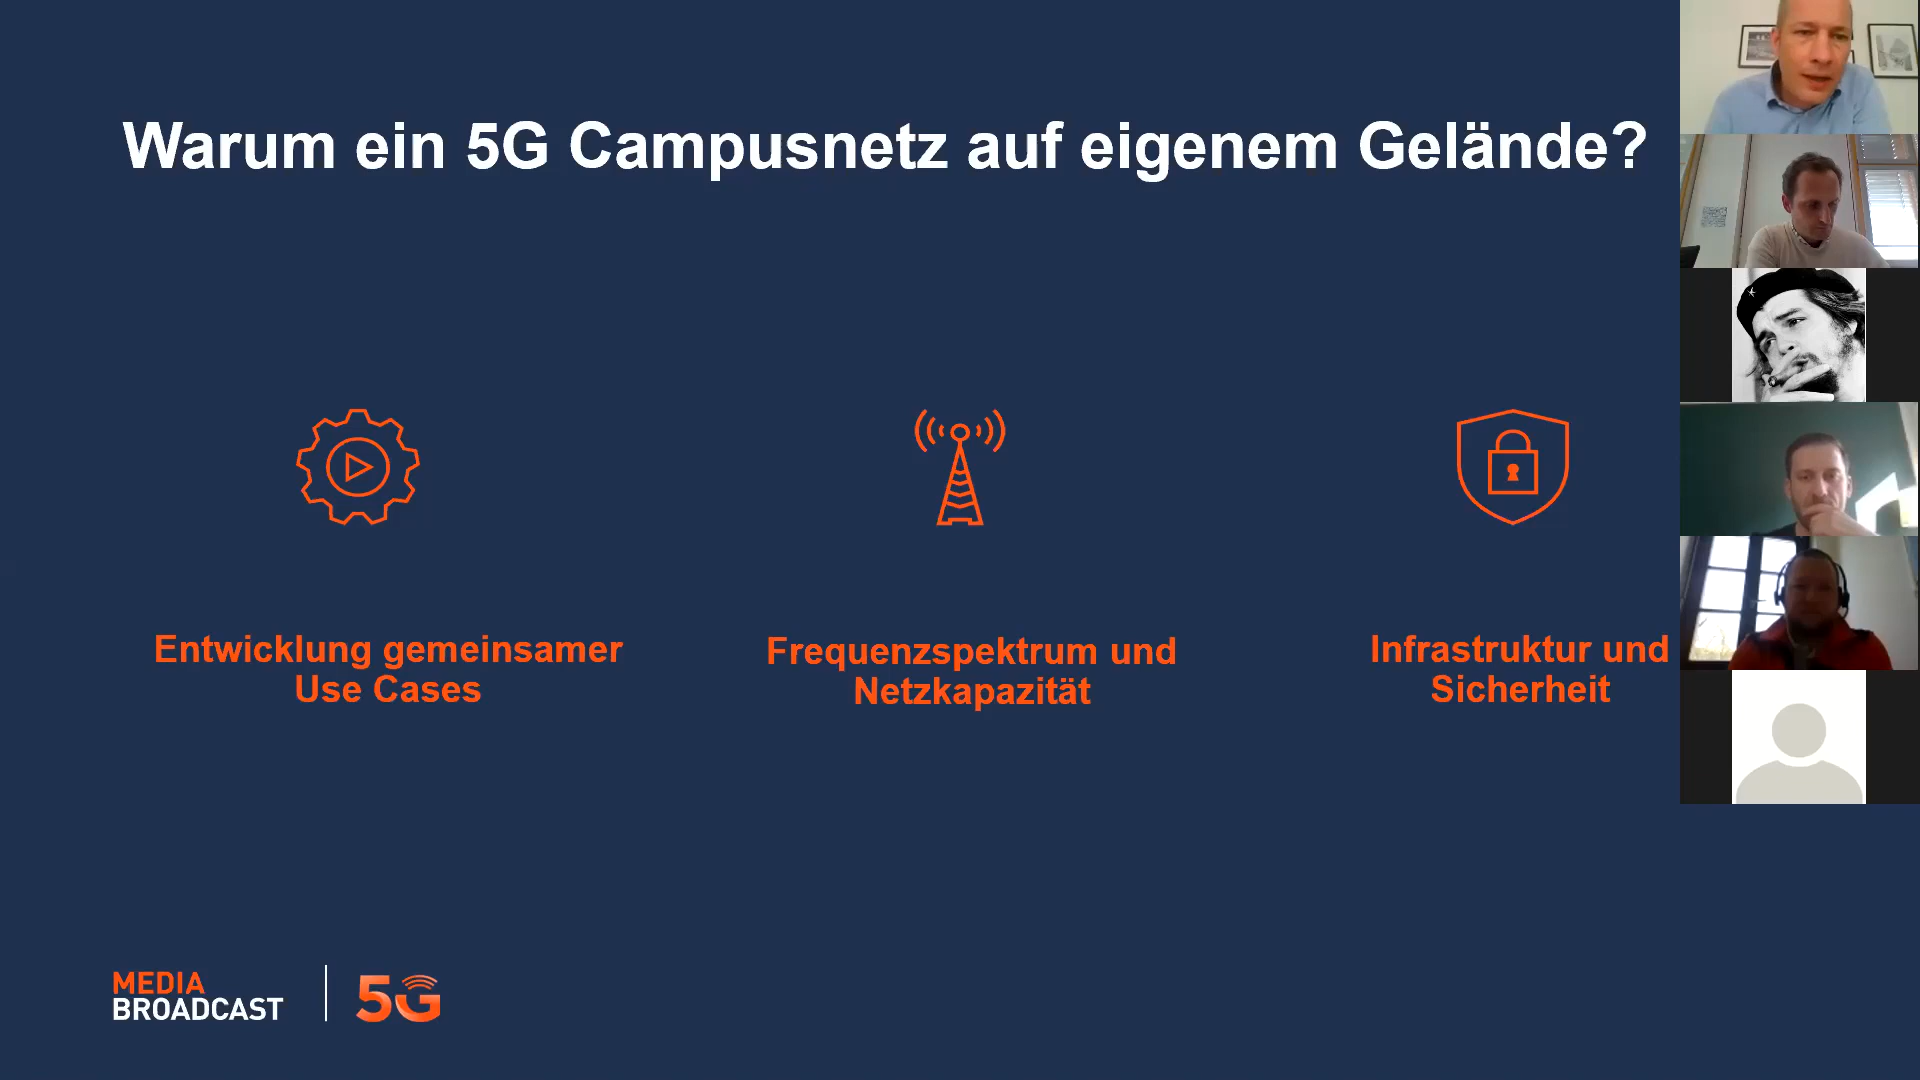 Warum ein 5G Campusnetz auf eigenem Gelände?
Entwicklung gemeinsamer
Use Cases
Frequenzspektrum und
Netzkapazität
Infrastruktur und
Sicherheit
MEDIA
BROADCAST
5G